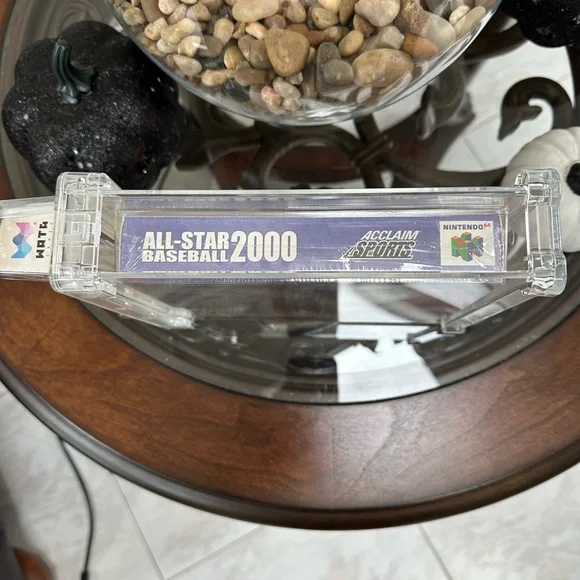 WATA
ALL-STAR 2000
BASEBALL
ACCLAIM
SPORTS
NINTENDO 64